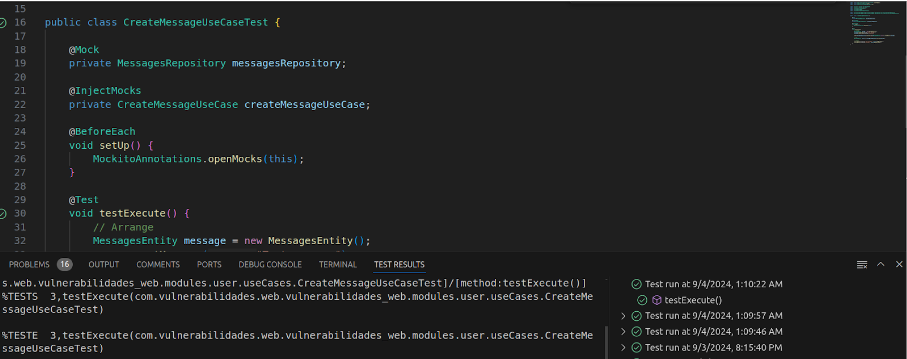 15
16 public class CreateMessageUseCaseTest {
17
18 @Mock
19 private MessagesRepository messagesRepository;
20
21 @InjectMocks
22 private CreateMessageUseCase createMessageUseCase;
23
24 @BeforeEach
25 void setUp() {
26 MockitoAnnotations.openMocks(this);
27 }
28
29 @Test
30 void testExecute() {
31 // Arrange
32 MessagesEntity message = new MessagesEntity();
PROBLEMS 16 OUTPUT COMMENTS PORTS DEBUG CONSOLE TERMINAL TEST RESULTS
s.web.vulnerabilidades_web.modules.user.useCases.CreateMessageUseCaseTest]/[method:testExecute()]
%TESTS 3,testExecute(com.vulnerabilidades.web.vulnerabilidades_web.modules.user.useCases.CreateMe
ssageUseCaseTest)
%TESTE 3,testExecute(com.vulnerabilidades.web.vulnerabilidades_web.modules.user.useCases.CreateMe
ssageUseCaseTest)
Test run at 9/4/2024, 1:10:22 AM
testExecute()
Test run at 9/4/2024, 1:09:57 AM
Test run at 9/4/2024, 1:09:46 AM
Test run at 9/3/2024, 8:15:40 PM